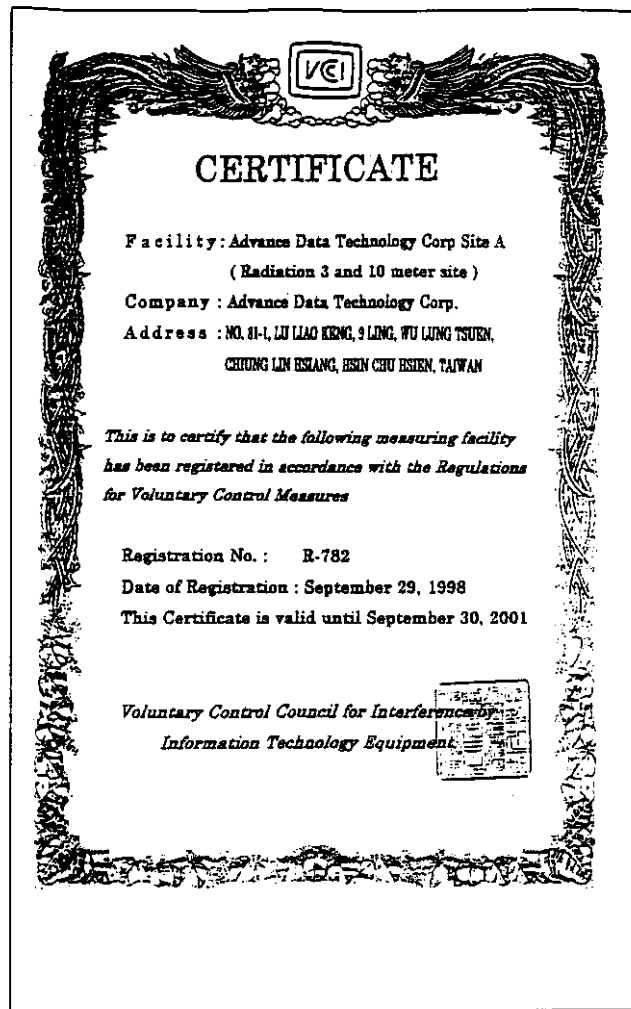 VCCI
CERTIFICATE
Facility : Advance Data Technology Corp Site A
( Radiation 3 and 10 meter site )
Company : Advance Data Technology Corp.
Address : NO. 81-1, LU LIAO KENG, 9 LING, WU LUNG TSUEN,
CHIUNG LIN HSIANG, HSIN CHU HSIEN, TAIWAN
This is to certify that the following measuring facility
has been registered in accordance with the Regulations
for Voluntary Control Measures
Registration No. : R-782
Date of Registration : September 29, 1998
This Certificate is valid until September 30, 2001
Voluntary Control Council for Interference by
Information Technology Equipment